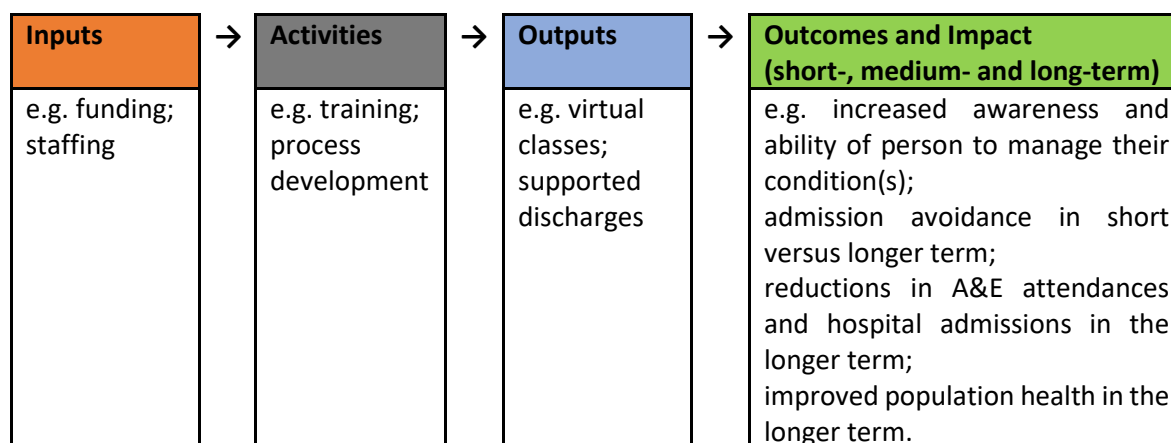 Inputs
→
Activities
→
Outputs
→
Outcomes and Impact
(short-, medium- and long-term)
e.g. funding;
staffing
e.g. training;
process
development
e.g. virtual
classes;
supported
discharges
e.g. increased awareness and
ability of person to manage their
condition(s);
admission avoidance in short
versus longer term;
reductions in A&E attendances
and hospital admissions in the
longer term;
improved population health in the
longer term.